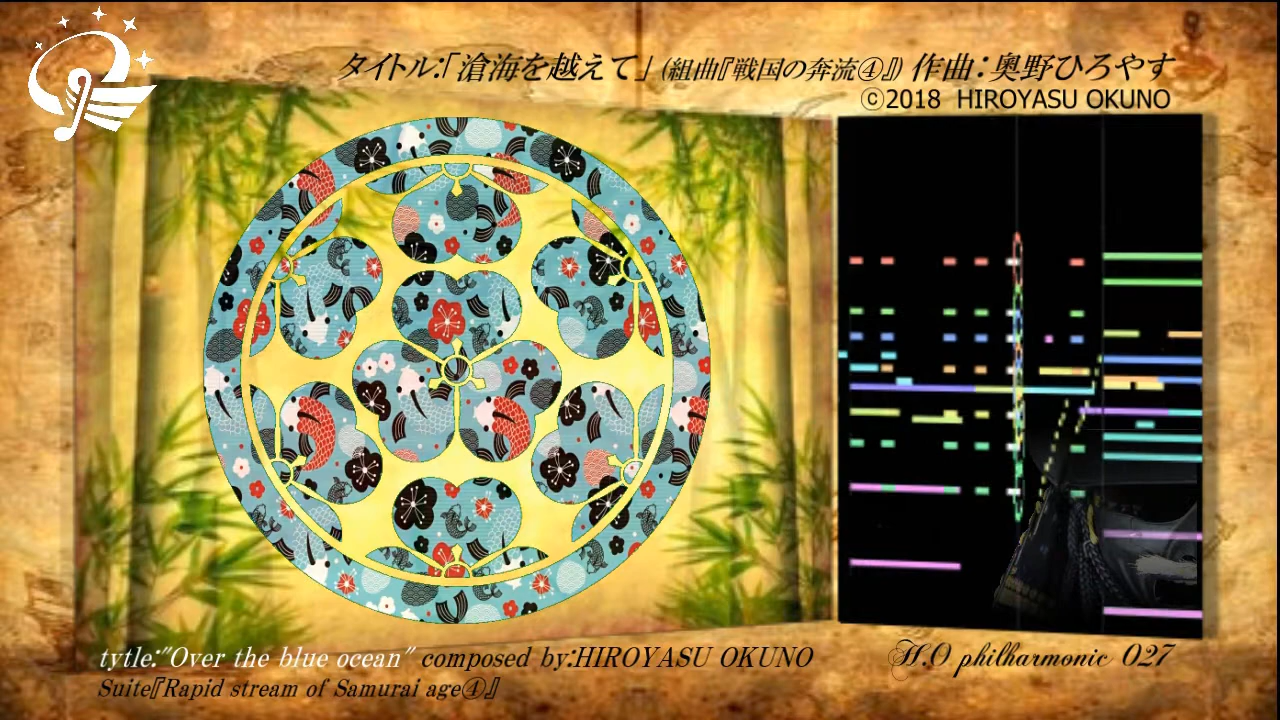 タイトル:「滄海を越えて」(組曲『戦国の奔流④』) 作曲:奥野ひろやす
©2018 HIROYASU OKUNO
tytle:"Over the blue ocean" composed by:HIROYASU OKUNO
Suite『Rapid stream of Samurai age④』
H.O philharmonic 027